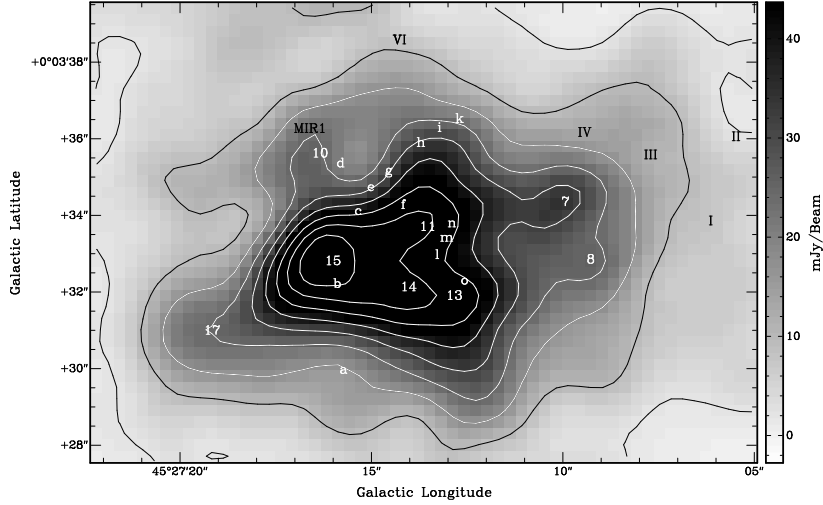 VI
+0°03'38"
40
k
i
MIR1
IV
II
+36"
h
10
d
III
30
g
e
7
f
c
+34"
n
I
11
m
l
20
15
8
o
b
14
13
+32"
17
10
+30"
a
0
+28"
45°27'20"
15"
10"
05"
Galactic Longitude
Galactic Latitude
mJy/Beam